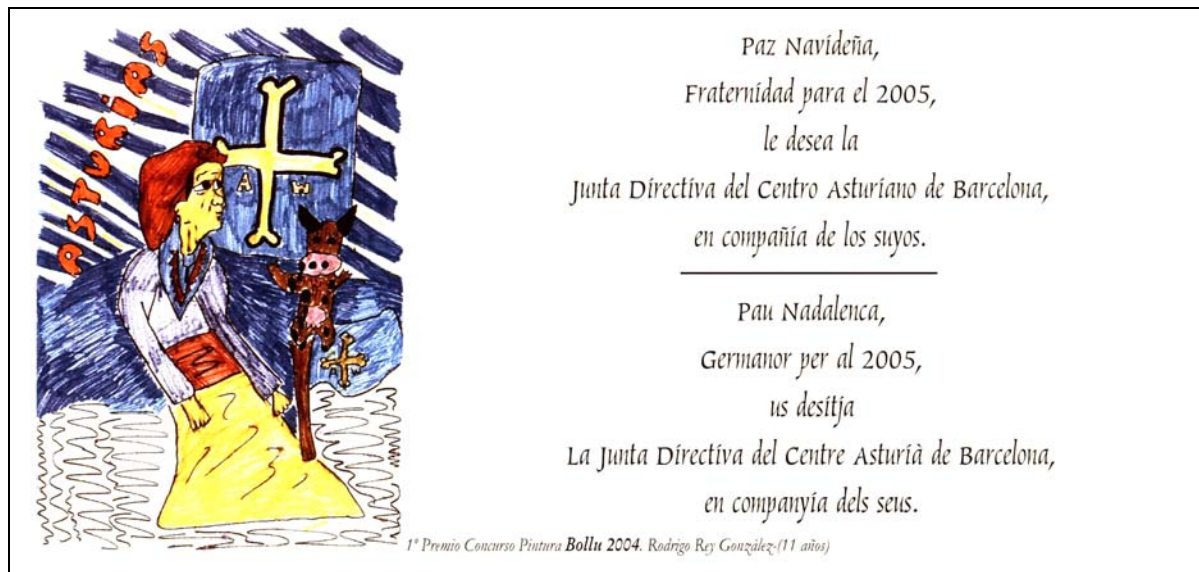 ASTURIAS
A W
Paz Navideña,
Fraternidad para el 2005,
le desea la
Junta Directiva del Centro Asturiano de Barcelona,
en compañía de los suyos.
Pau Nadalenca,
Germanor per al 2005,
us desitja
La Junta Directiva del Centre Asturià de Barcelona,
en companyía dels seus.
1º Premio Concurso Pintura Bollu 2004. Rodrigo Rey González-(11 años)